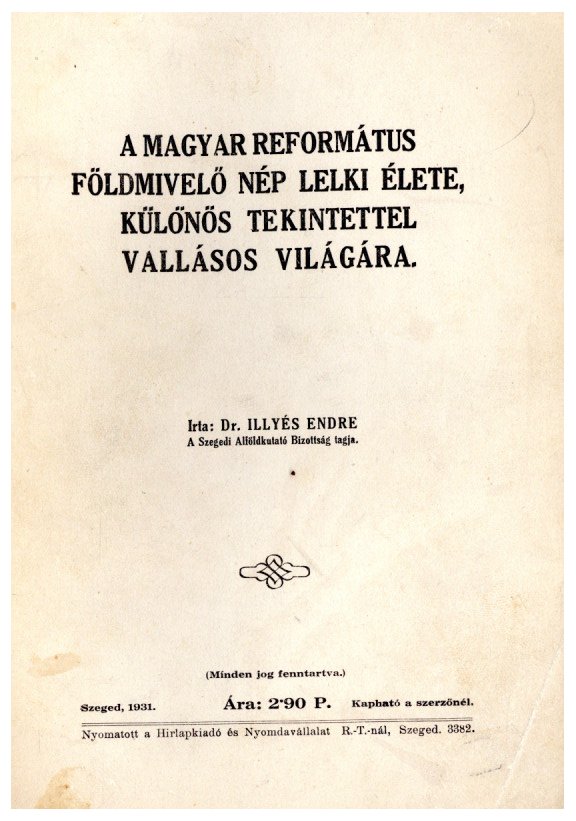 A MAGYAR REFORMÁTUS
FÖLDMIVELŐ NÉP LELKI ÉLETE,
KÜLÖNÖS TEKINTETTEL
VALLÁSOS VILÁGÁRA.
Irta: Dr. ILLYÉS ENDRE
A Szegedi Alföldkutató Bizottság tagja.
(Minden jog fenntartva.)
Szeged, 1931. Ára: 2·90 P. Kapható a szerzőnél.
Nyomatott a Hirlapkiadó és Nyomdavállalat R.-T.-nál, Szeged. 3382.